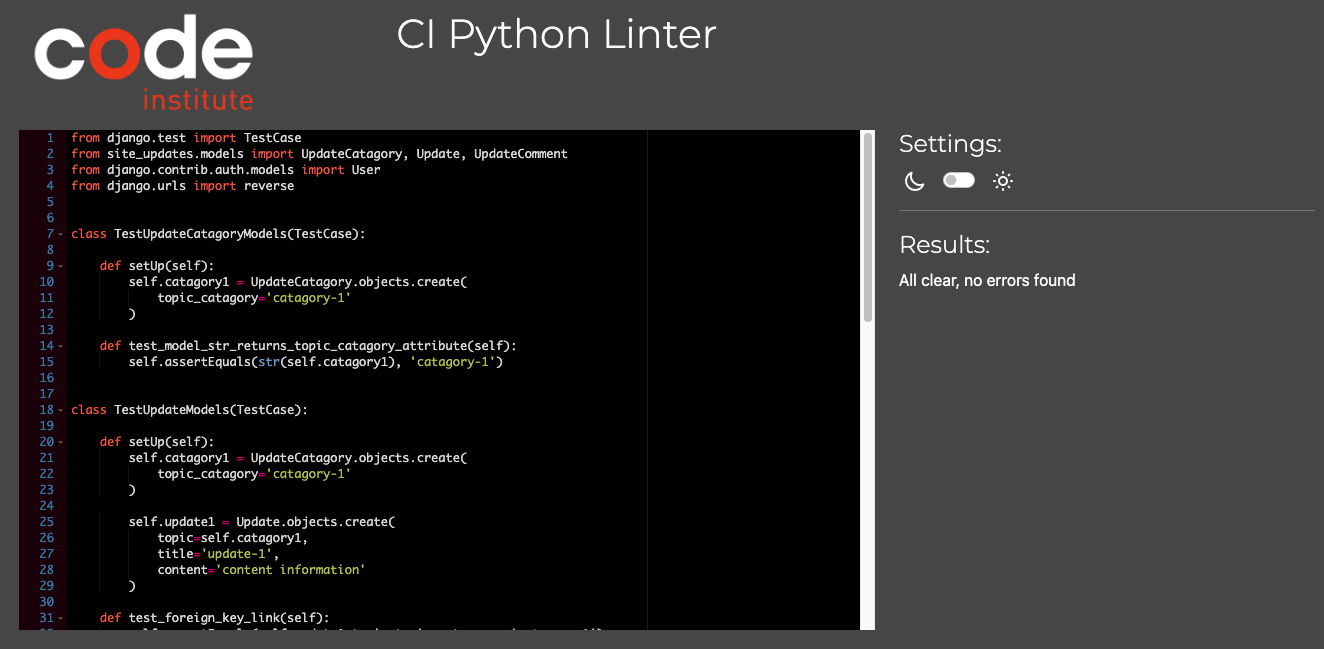 code
institute
CI Python Linter
1 from django.test import TestCase
2 from site_updates.models import UpdateCatagory, Update, UpdateComment
3 from django.contrib.auth.models import User
4 from django.urls import reverse
5
6
7 class TestUpdateCatagoryModels(TestCase):
8
9     def setUp(self):
10         self.catagory1 = UpdateCatagory.objects.create(
11             topic_catagory='catagory-1'
12         )
13
14     def test_model_str_returns_topic_catagory_attribute(self):
15         self.assertEquals(str(self.catagory1), 'catagory-1')
16
17
18 class TestUpdateModels(TestCase):
19
20     def setUp(self):
21         self.catagory1 = UpdateCatagory.objects.create(
22             topic_catagory='catagory-1'
23         )
24
25         self.update1 = Update.objects.create(
26             topic=self.catagory1,
27             title='update-1',
28             content='content information'
29         )
30
31     def test_foreign_key_link(self):
Settings:
Results:
All clear, no errors found